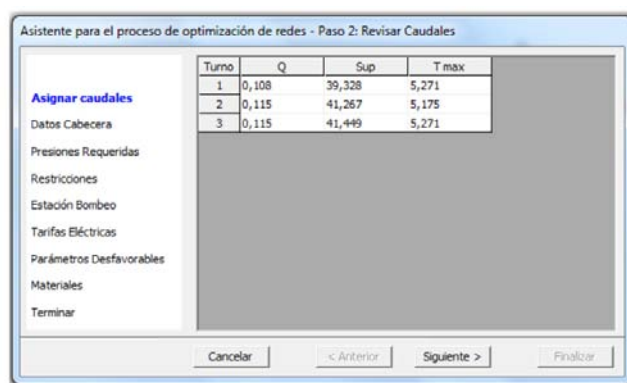 Asistente para el proceso de optimización de redes - Paso 2: Revisar Caudales
Asignar caudales
Datos Cabecera
Presiones Requeridas
Restricciones
Estación Bombeo
Tarifas Eléctricas
Parámetros Desfavorables
Materiales
Terminar
Turno Q Sup T max
1 0,108 39,328 5,271
2 0,115 41,267 5,175
3 0,115 41,449 5,271
Cancelar < Anterior Siguiente > Finalizar